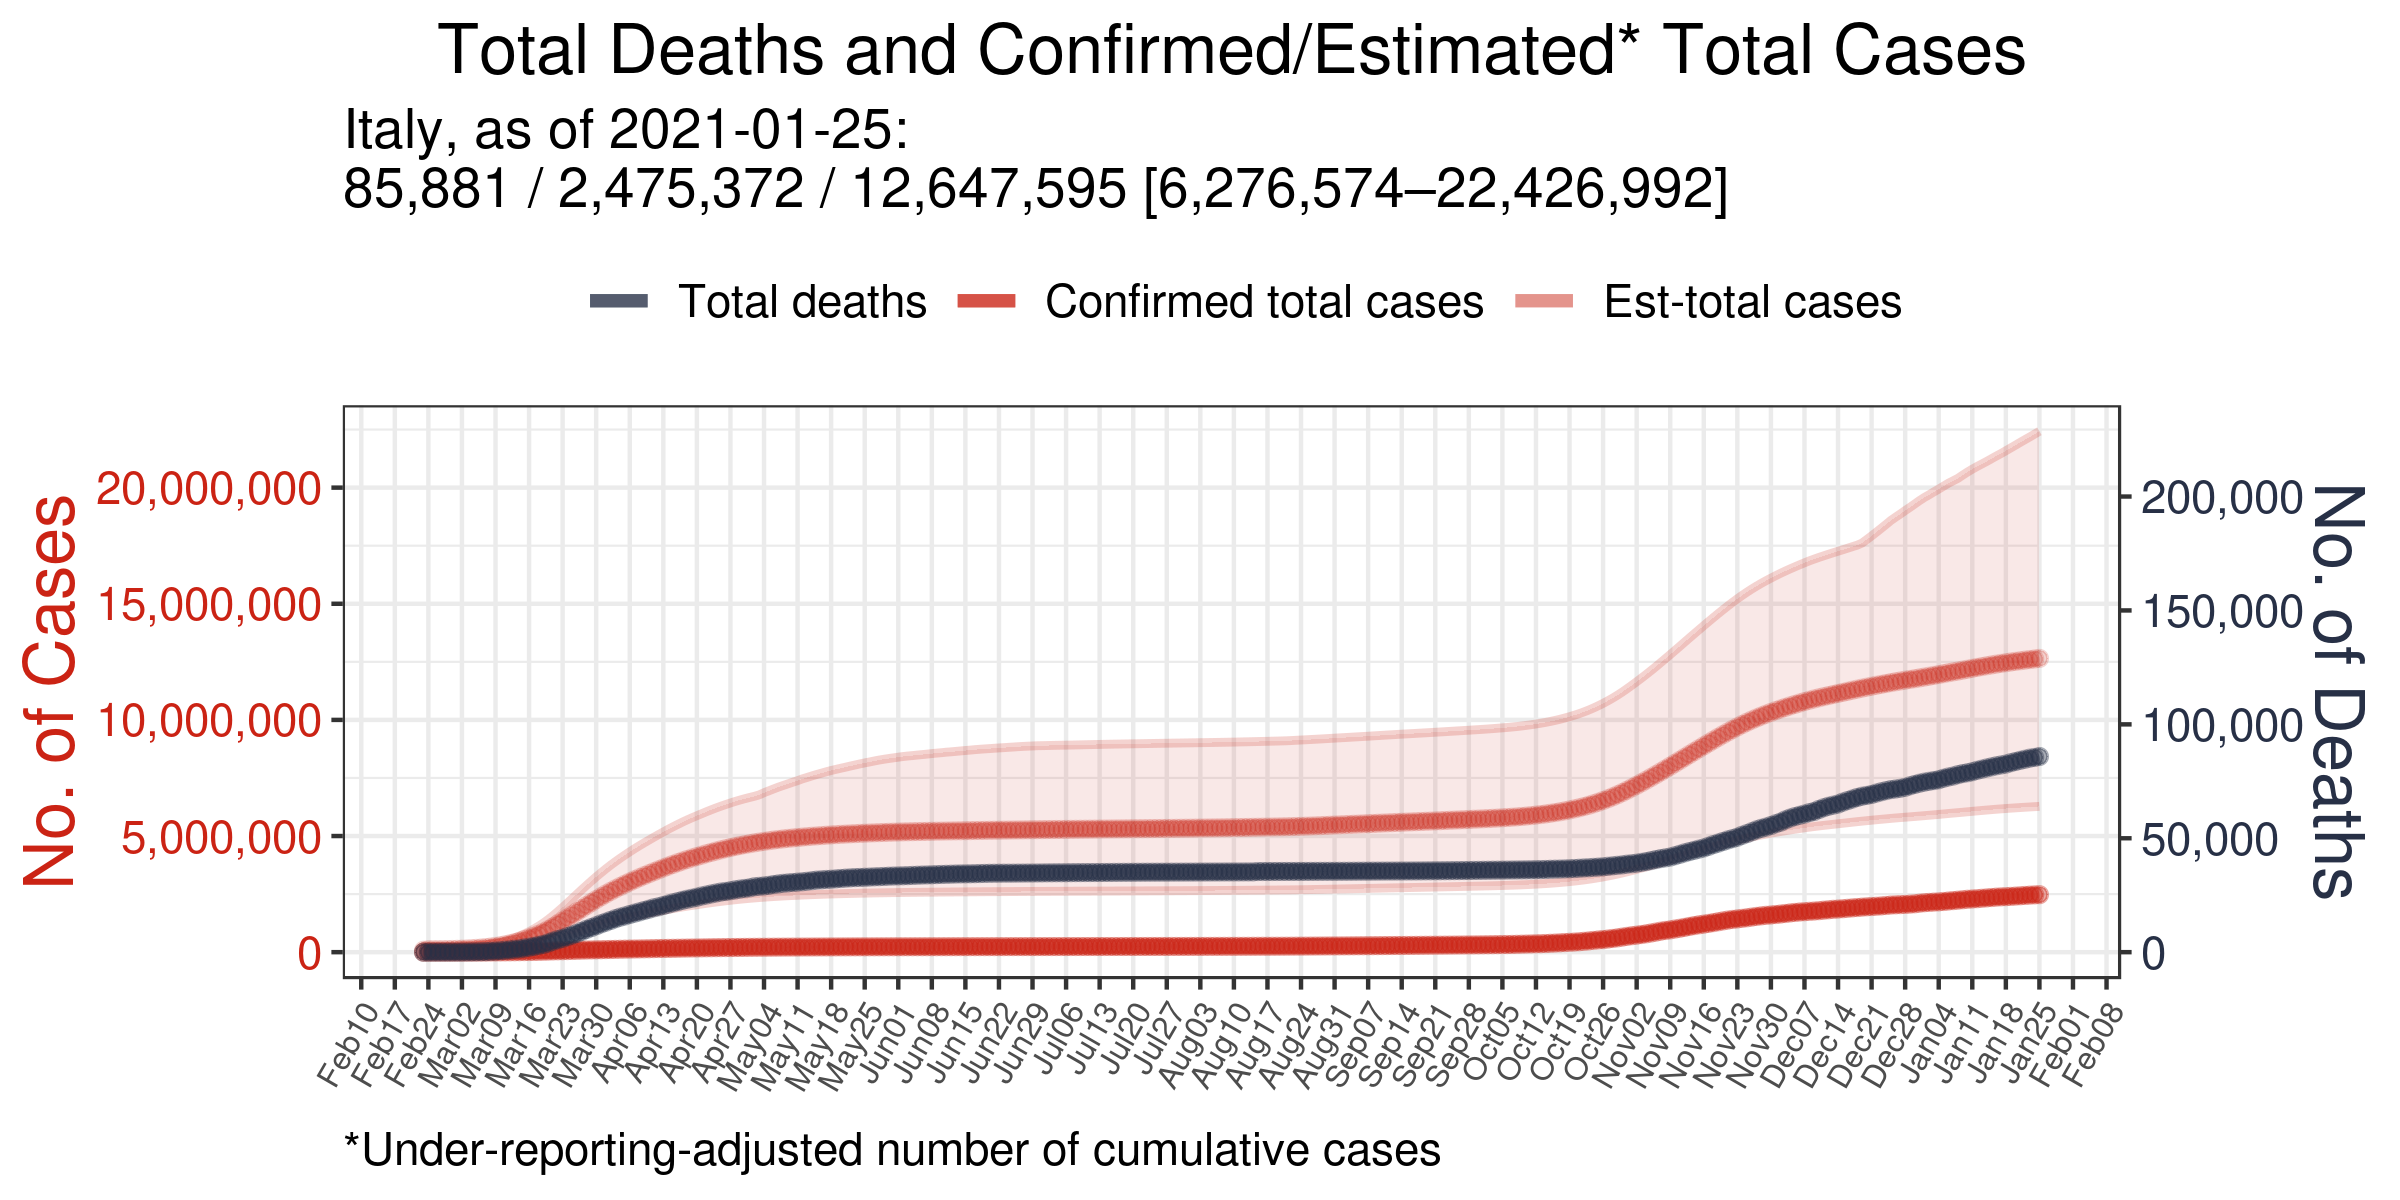 Total Deaths and Confirmed/Estimated* Total Cases
Italy, as of 2021-01-25:
85,881 / 2,475,372 / 12,647,595 [6,276,574–22,426,992]
Total deaths
Confirmed total cases
Est-total cases
No. of Cases
20,000,000
15,000,000
10,000,000
5,000,000
0
200,000
150,000
100,000
50,000
0
No. of Deaths
Feb10
Feb17
Feb24
Mar02
Mar09
Mar16
Mar23
Mar30
Apr06
Apr13
Apr20
Apr27
May04
May11
May18
May25
Jun01
Jun08
Jun15
Jun22
Jun29
Jul06
Jul13
Jul20
Jul27
Aug03
Aug10
Aug17
Aug24
Aug31
Sep07
Sep14
Sep21
Sep28
Oct05
Oct12
Oct19
Oct26
Nov02
Nov09
Nov16
Nov23
Nov30
Dec07
Dec14
Dec21
Dec28
Jan04
Jan11
Jan18
Jan25
Feb01
Feb08
*Under-reporting-adjusted number of cumulative cases